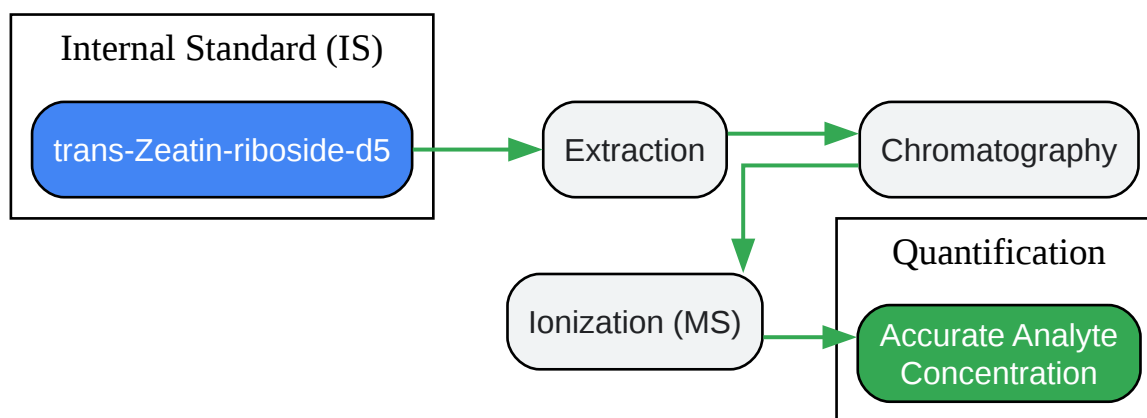 Internal Standard (IS)
trans-Zeatin-riboside-d5
Extraction
Chromatography
Ionization (MS)
Quantification
Accurate Analyte
Concentration